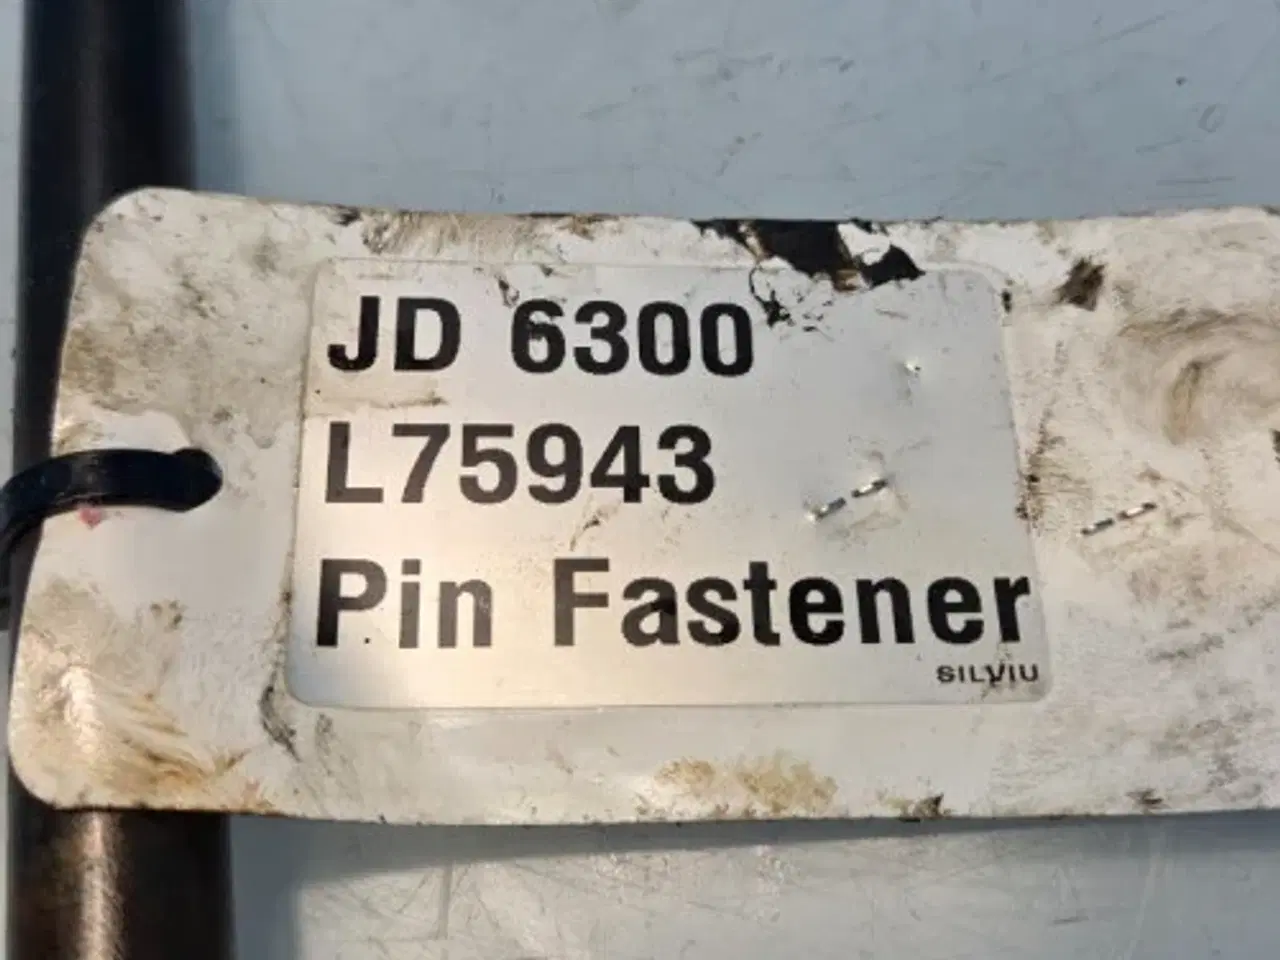 JD 6300
L75943
Pin Fastener
SILVIU